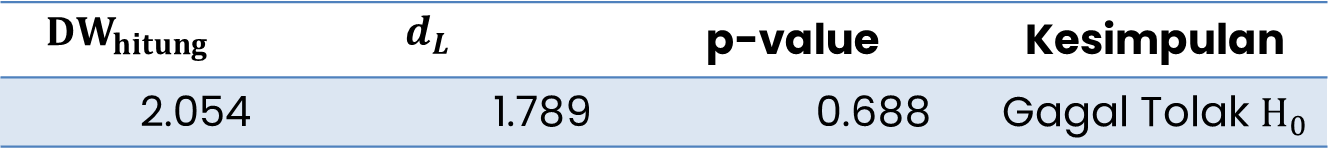 DWhitung dL p-value Kesimpulan
2.054 1.789 0.688 Gagal Tolak H0